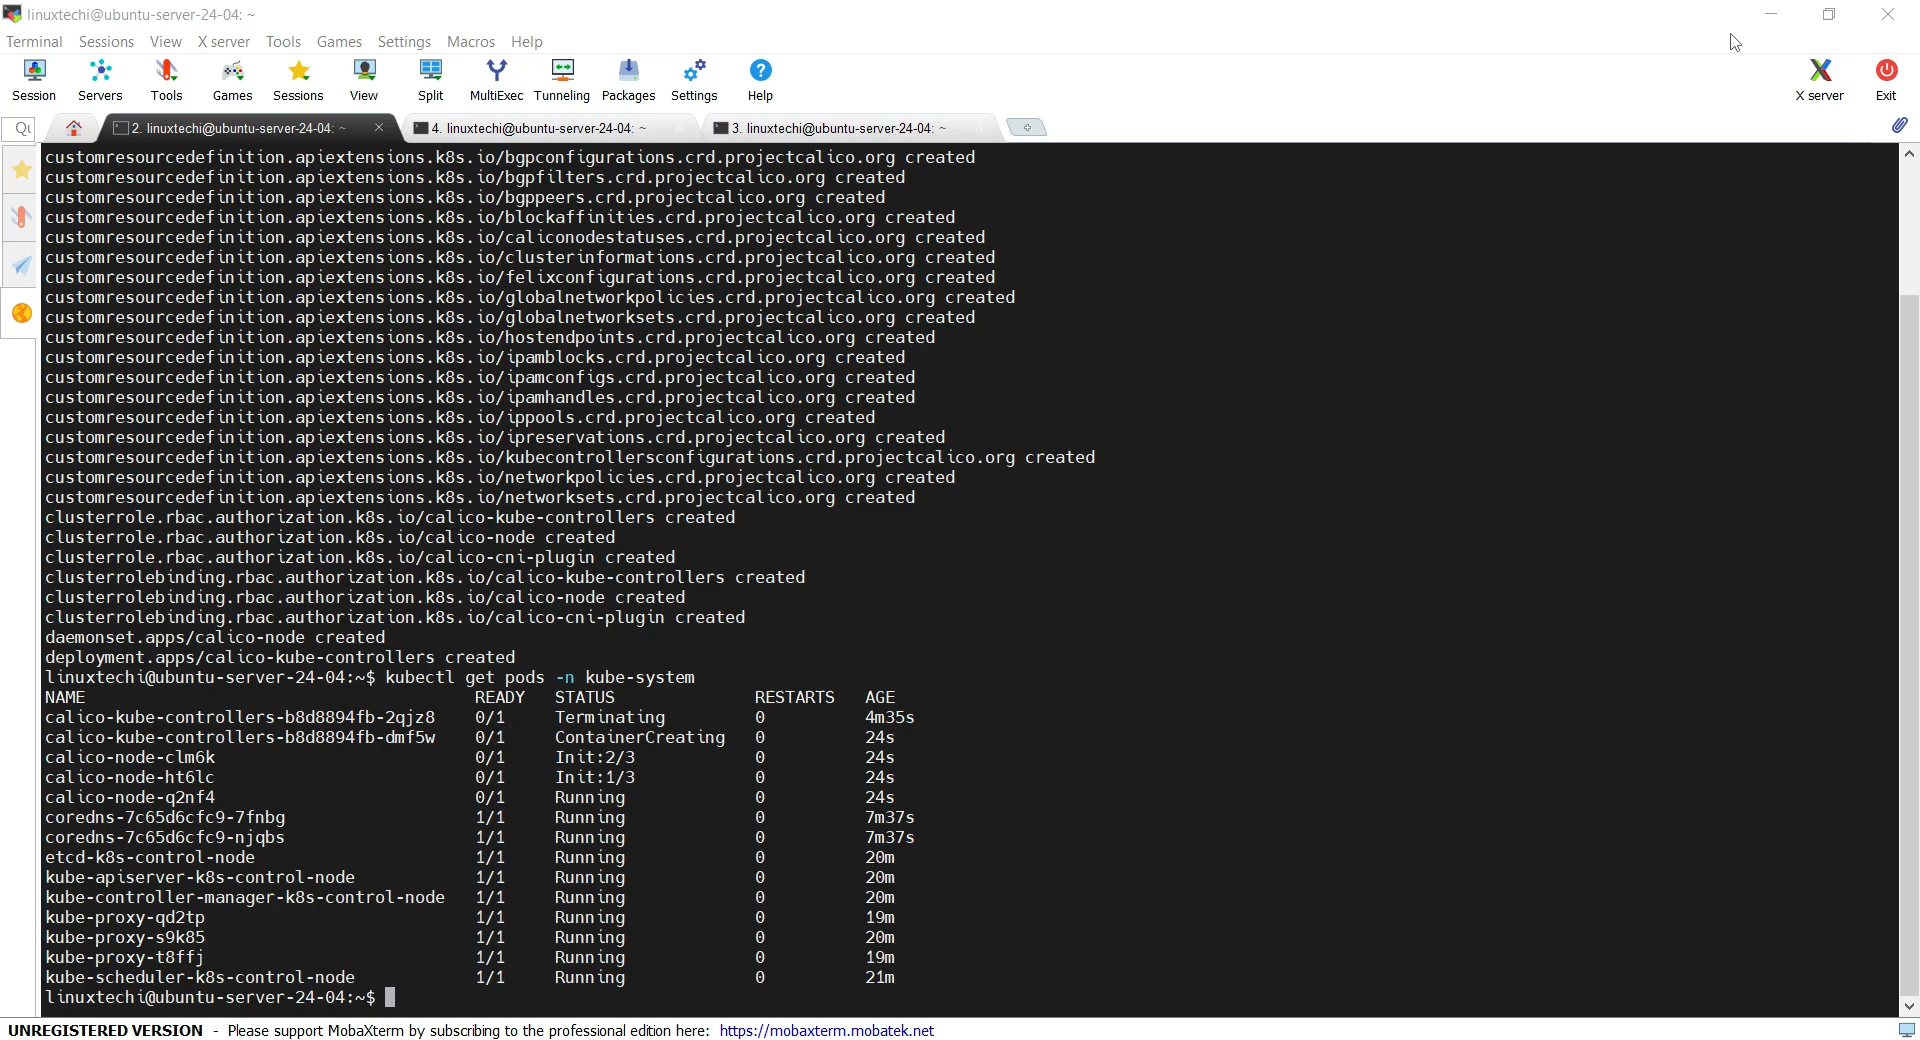 linuxtechi@ubuntu-server-24-04: ~
Terminal Sessions View X server Tools Games Settings Macros Help
Session Servers Tools Games Sessions View Split MultiExec Tunneling Packages Settings Help X server Exit
Qu 2. linuxtechi@ubuntu-server-24-04: ~ 4. linuxtechi@ubuntu-server-24-04: ~ 3. linuxtechi@ubuntu-server-24-04: ~
customresourcedefinition.apiextensions.k8s.io/bgpconfigurations.crd.projectcalico.org created
customresourcedefinition.apiextensions.k8s.io/bgpfilters.crd.projectcalico.org created
customresourcedefinition.apiextensions.k8s.io/bgppeers.crd.projectcalico.org created
customresourcedefinition.apiextensions.k8s.io/blockaffinities.crd.projectcalico.org created
customresourcedefinition.apiextensions.k8s.io/caliconodestatuses.crd.projectcalico.org created
customresourcedefinition.apiextensions.k8s.io/clusterinformations.crd.projectcalico.org created
customresourcedefinition.apiextensions.k8s.io/felixconfigurations.crd.projectcalico.org created
customresourcedefinition.apiextensions.k8s.io/globalnetworkpolicies.crd.projectcalico.org created
customresourcedefinition.apiextensions.k8s.io/globalnetworksets.crd.projectcalico.org created
customresourcedefinition.apiextensions.k8s.io/hostendpoints.crd.projectcalico.org created
customresourcedefinition.apiextensions.k8s.io/ipamblocks.crd.projectcalico.org created
customresourcedefinition.apiextensions.k8s.io/ipamconfigs.crd.projectcalico.org created
customresourcedefinition.apiextensions.k8s.io/ipamhandles.crd.projectcalico.org created
customresourcedefinition.apiextensions.k8s.io/ippools.crd.projectcalico.org created
customresourcedefinition.apiextensions.k8s.io/ipreservations.crd.projectcalico.org created
customresourcedefinition.apiextensions.k8s.io/kubecontrollersconfigurations.crd.projectcalico.org created
customresourcedefinition.apiextensions.k8s.io/networkpolicies.crd.projectcalico.org created
customresourcedefinition.apiextensions.k8s.io/networksets.crd.projectcalico.org created
clusterrole.rbac.authorization.k8s.io/calico-kube-controllers created
clusterrole.rbac.authorization.k8s.io/calico-node created
clusterrole.rbac.authorization.k8s.io/calico-cni-plugin created
clusterrolebinding.rbac.authorization.k8s.io/calico-kube-controllers created
clusterrolebinding.rbac.authorization.k8s.io/calico-node created
clusterrolebinding.rbac.authorization.k8s.io/calico-cni-plugin created
daemonset.apps/calico-node created
deployment.apps/calico-kube-controllers created
linuxtechi@ubuntu-server-24-04:~$ kubectl get pods -n kube-system
NAME READY STATUS RESTARTS AGE
calico-kube-controllers-b8d8894fb-2qjz8 0/1 Terminating 0 4m35s
calico-kube-controllers-b8d8894fb-dmf5w 0/1 ContainerCreating 0 24s
calico-node-clm6k 0/1 Init:2/3 0 24s
calico-node-ht6lc 0/1 Init:1/3 0 24s
calico-node-q2nf4 0/1 Running 0 24s
coredns-7c65d6cfc9-7fnbg 1/1 Running 0 7m37s
coredns-7c65d6cfc9-njqbs 1/1 Running 0 7m37s
etcd-k8s-control-node 1/1 Running 0 20m
kube-apiserver-k8s-control-node 1/1 Running 0 20m
kube-controller-manager-k8s-control-node 1/1 Running 0 20m
kube-proxy-qd2tp 1/1 Running 0 19m
kube-proxy-s9k85 1/1 Running 0 20m
kube-proxy-t8ffj 1/1 Running 0 19m
kube-scheduler-k8s-control-node 1/1 Running 0 21m
linuxtechi@ubuntu-server-24-04:~$
UNREGISTERED VERSION - Please support MobaXterm by subscribing to the professional edition here: https://mobaxterm.mobatek.net